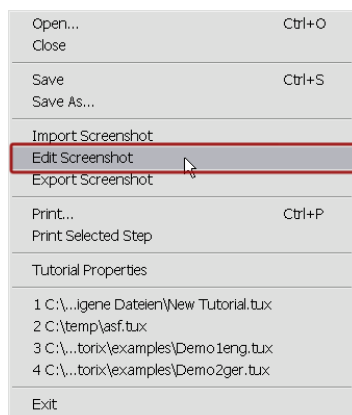 Open... Ctrl+O
Close
Save Ctrl+S
Save As...
Import Screenshot
Edit Screenshot
Export Screenshot
Print... Ctrl+P
Print Selected Step
Tutorial Properties
1 C:\...igene Dateien\New Tutorial.tux
2 C:\temp\asf.tux
3 C:\...torix\examples\Demo1eng.tux
4 C:\...torix\examples\Demo2ger.tux
Exit